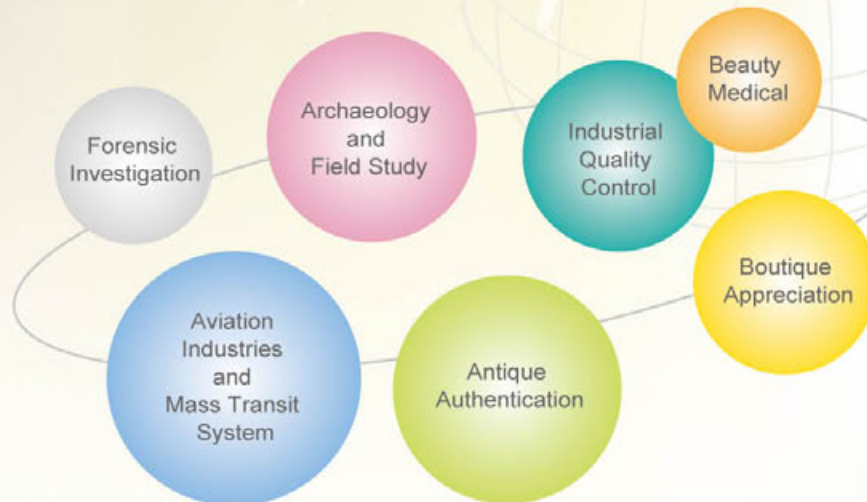 Forensic
Investigation
Archaeology
and
Field Study
Industrial
Quality
Control
Beauty
Medical
Aviation
Industries
and
Mass Transit
System
Antique
Authentication
Boutique
Appreciation